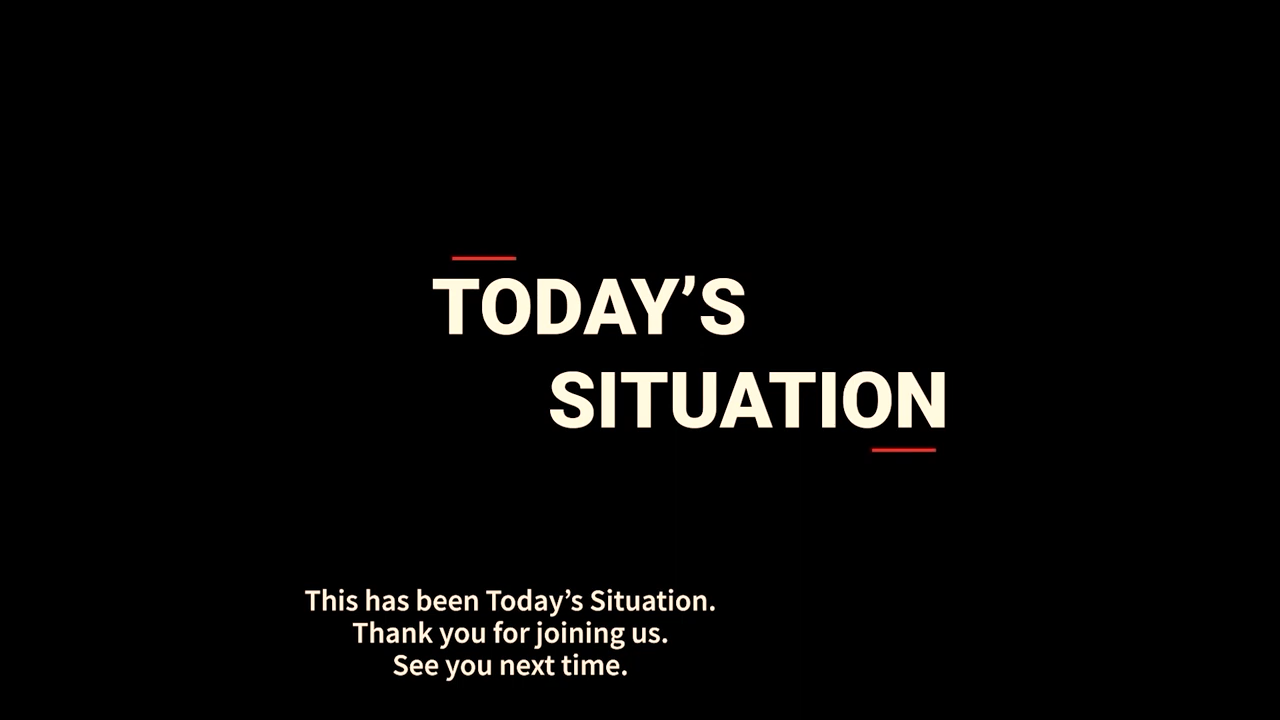 TODAY’S
SITUATION
This has been Today’s Situation.
Thank you for joining us.
See you next time.